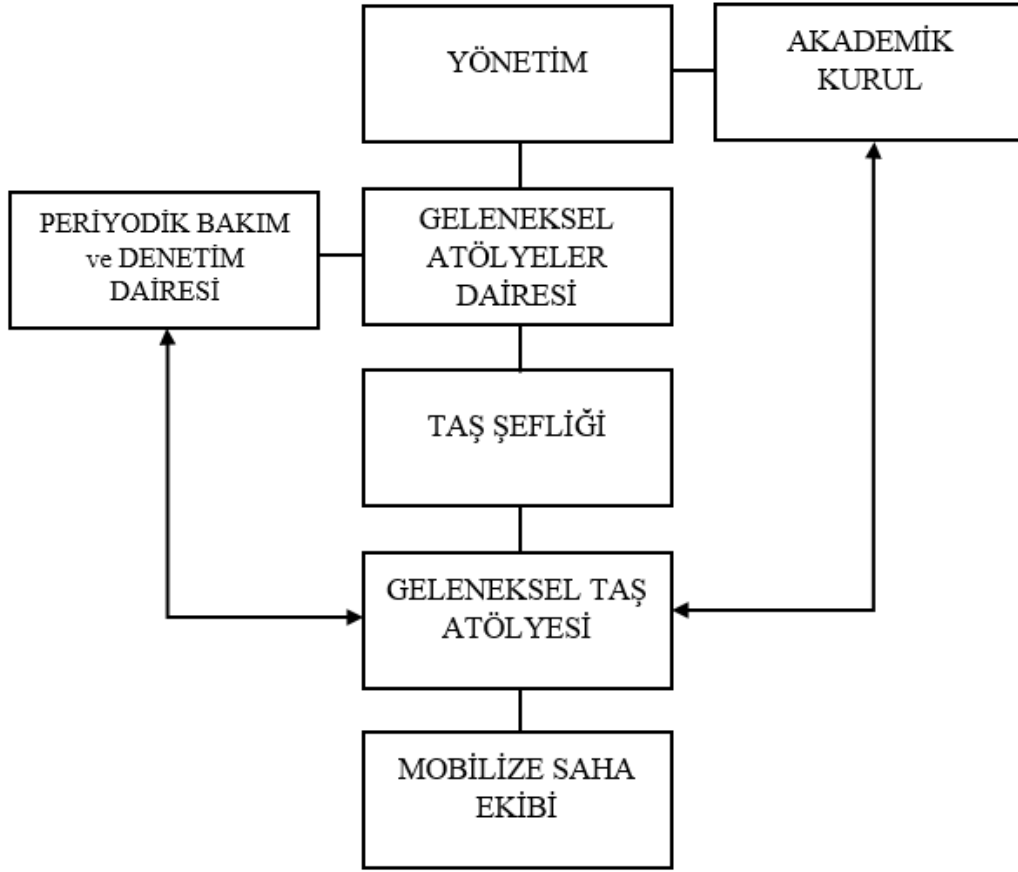 YÖNETİM
AKADEMİK
KURUL
PERİYODİK BAKIM
ve DENETİM
DAİRESİ
GELENEKSEL
ATÖLYELER
DAİRESİ
TAŞ ŞEFLİĞİ
GELENEKSEL TAŞ
ATÖLYESİ
MOBİLİZE SAHA
EKİBİ